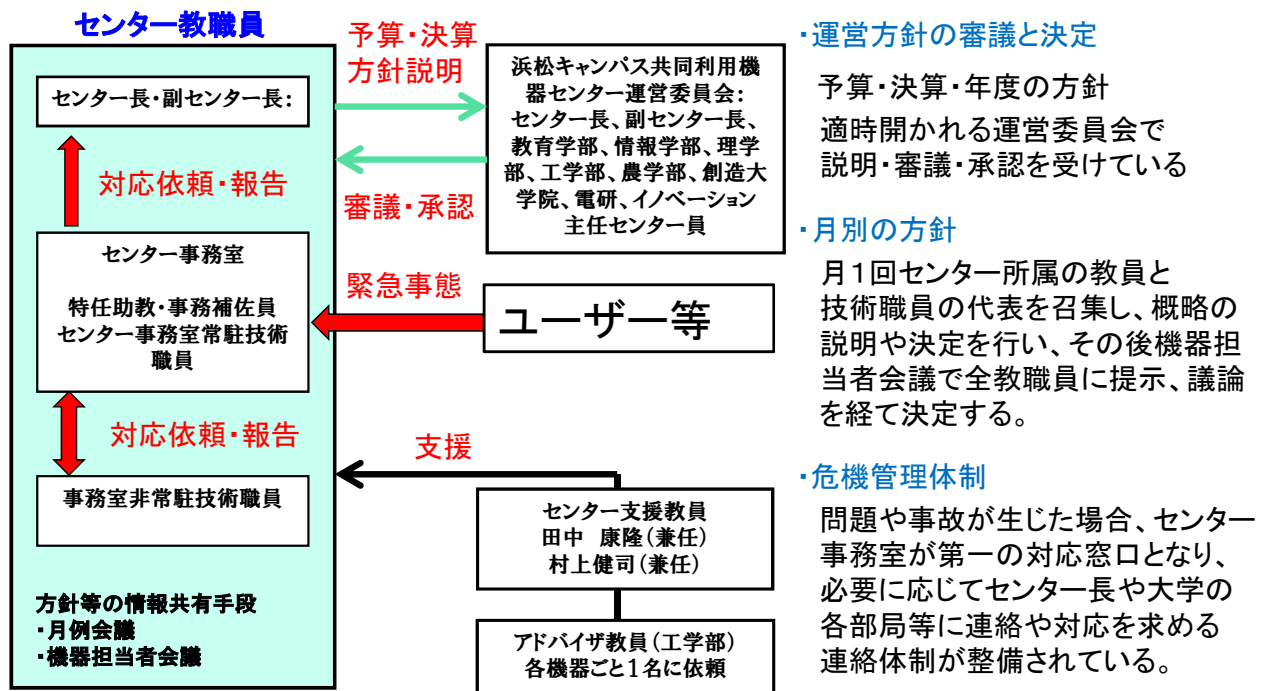 センター教職員
センター長・副センター長:
対応依頼・報告
センター事務室
特任助教・事務補佐員
センター事務室常駐技術
職員
対応依頼・報告
事務室非常駐技術職員
方針等の情報共有手段
・月例会議
・機器担当者会議
予算・決算
方針説明
審議・承認
緊急事態
支援
浜松キャンパス共同利用機
器センター運営委員会:
センター長、副センター長、
教育学部、情報学部、理学
部、工学部、農学部、創造大
学院、電研、イノベーション
主任センター員
ユーザー等
センター支援教員
田中 康隆(兼任)
村上健司(兼任)
アドバイザ教員(工学部)
各機器ごと1名に依頼
・運営方針の審議と決定
予算・決算・年度の方針
適時開かれる運営委員会で
説明・審議・承認を受けている
・月別の方針
月1回センター所属の教員と
技術職員の代表を召集し、概略の
説明や決定を行い、その後機器担
当者会議で全教職員に提示、議論
を経て決定する。
・危機管理体制
問題や事故が生じた場合、センター
事務室が第一の対応窓口となり、
必要に応じてセンター長や大学の
各部局等に連絡や対応を求める
連絡体制が整備されている。